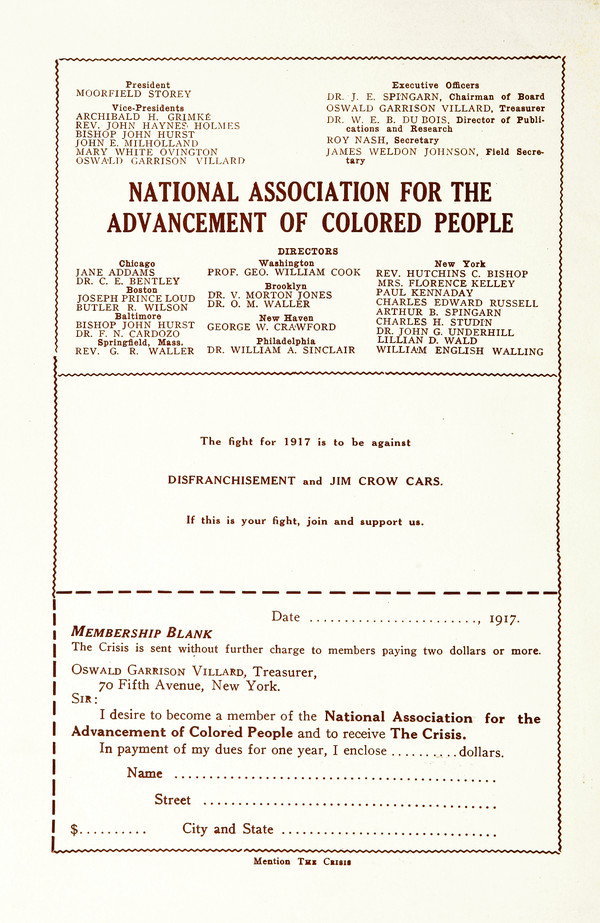 President
MOORFIELD STOREY
Vice-Presidents
ARCHIBALD H. GRIMKÉ
REV. JOHN HAYNES HOLMES
BISHOP JOHN HURST
JOHN E. MILHOLLAND
MARY WHITE OVINGTON
OSWALD GARRISON VILLARD
Executive Officers
DR. J. E. SPINGARN, Chairman of Board
OSWALD GARRISON VILLARD, Treasurer
DR. W. E. B. DU BOIS, Director of Publi-
cations and Research
ROY NASH, Secretary
JAMES WELDON JOHNSON, Field Secre-
tary
NATIONAL ASSOCIATION FOR THE
ADVANCEMENT OF COLORED PEOPLE
DIRECTORS
Chicago
JANE ADDAMS
DR. C. E. BENTLEY
Boston
JOSEPH PRINCE LOUD
BUTLER R. WILSON
Baltimore
BISHOP JOHN HURST
DR. F. N. CARDOZO
Springfield, Mass.
REV. G. R. WALLER
Washington
PROF. GEO. WILLIAM COOK
Brooklyn
DR. V. MORTON JONES
DR. O. M. WALLER
New Haven
GEORGE W. CRAWFORD
Philadelphia
DR. WILLIAM A. SINCLAIR
New York
REV. HUTCHINS C. BISHOP
MRS. FLORENCE KELLEY
PAUL KENNADAY
CHARLES EDWARD RUSSELL
ARTHUR B. SPINGARN
CHARLES H. STUDIN
DR. JOHN G. UNDERHILL
LILLIAN D. WALD
WILLIAM ENGLISH WALLING
The fight for 1917 is to be against
DISFRANCHISEMENT and JIM CROW CARS.
If this is your fight, join and support us.
Date ........................, 1917.
MEMBERSHIP BLANK
The Crisis is sent without further charge to members paying two dollars or more.
OSWALD GARRISON VILLARD, Treasurer,
70 Fifth Avenue, New York.
SIR:
I desire to become a member of the National Association for the
Advancement of Colored People and to receive The Crisis.
In payment of my dues for one year, I enclose ..........dollars.
Name ..............................................
Street ..........................................
$.......... City and State ...............................
Mention THE CRISIS